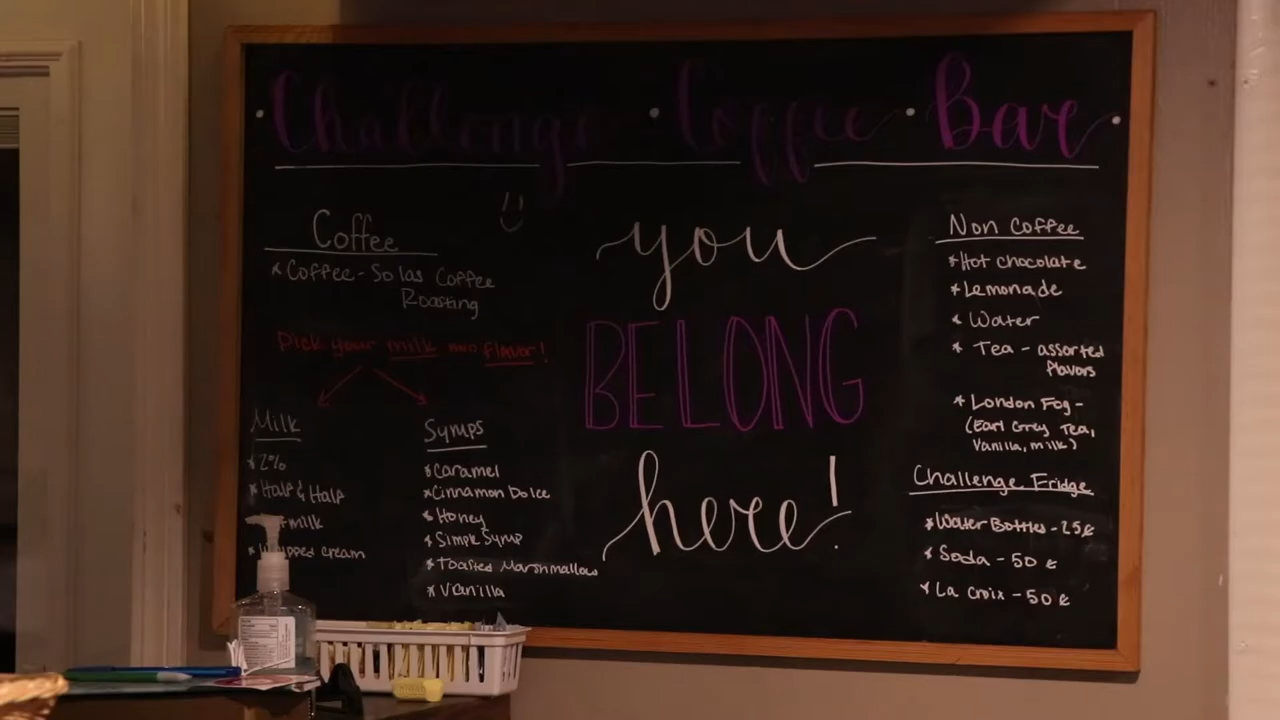 Challenge Coffee Bar
Coffee
* Coffee - Solas Coffee
Roasting
Pick your milk AND flavor!
Milk
* 2%
* Half & Half
milk
* Whipped cream
Syrups
* Caramel
* Cinnamon Dolce
* Honey
* Simple Syrup
* Toasted Marshmallow
* Vanilla
you
BELONG
here!
Non Coffee
* Hot chocolate
* Lemonade
* Water
* Tea - assorted
flavors
* London Fog -
(Earl Grey Tea,
Vanilla, milk)
Challenge Fridge
* Water Bottles - 25¢
* Soda - 50¢
* La Croix - 50¢